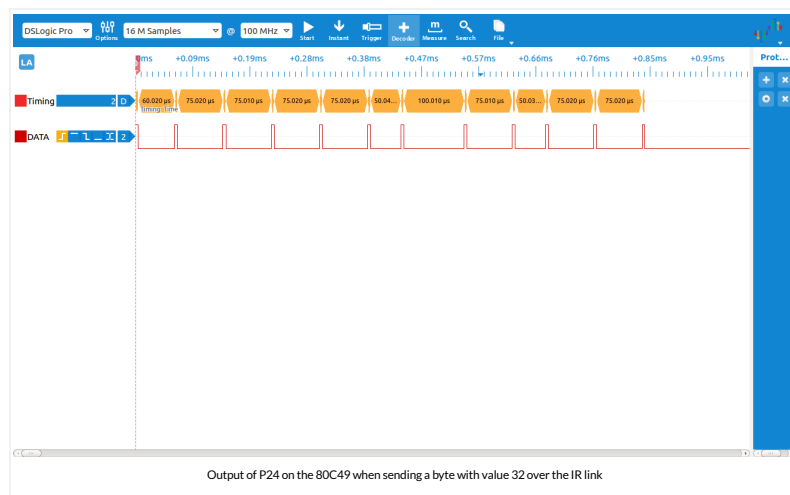 DSLogic Pro
Options
16 M Samples
@
100 MHz
Start
Instant
Trigger
Decoder
Measure
Search
File
LA
0ms +0.09ms +0.19ms +0.28ms +0.38ms +0.47ms +0.57ms +0.66ms +0.76ms +0.85ms +0.95ms
Prot...
Timing 2 D
60.020 µs 75.020 µs 75.010 µs 75.020 µs 75.020 µs 50.04... 100.010 µs 75.010 µs 50.03... 75.020 µs 75.020 µs
Timing:Time
DATA 2
Output of P24 on the 80C49 when sending a byte with value 32 over the IR link